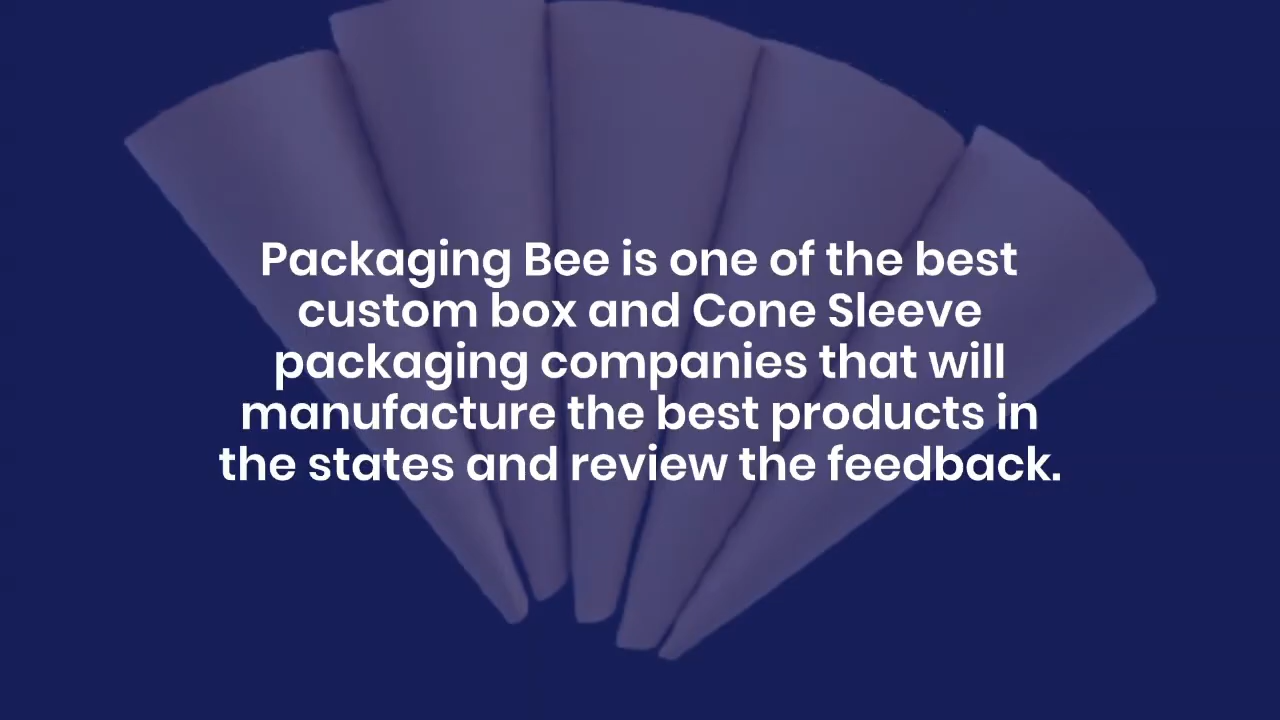 Packaging Bee is one of the best
custom box and Cone Sleeve
packaging companies that will
manufacture the best products in
the states and review the feedback.